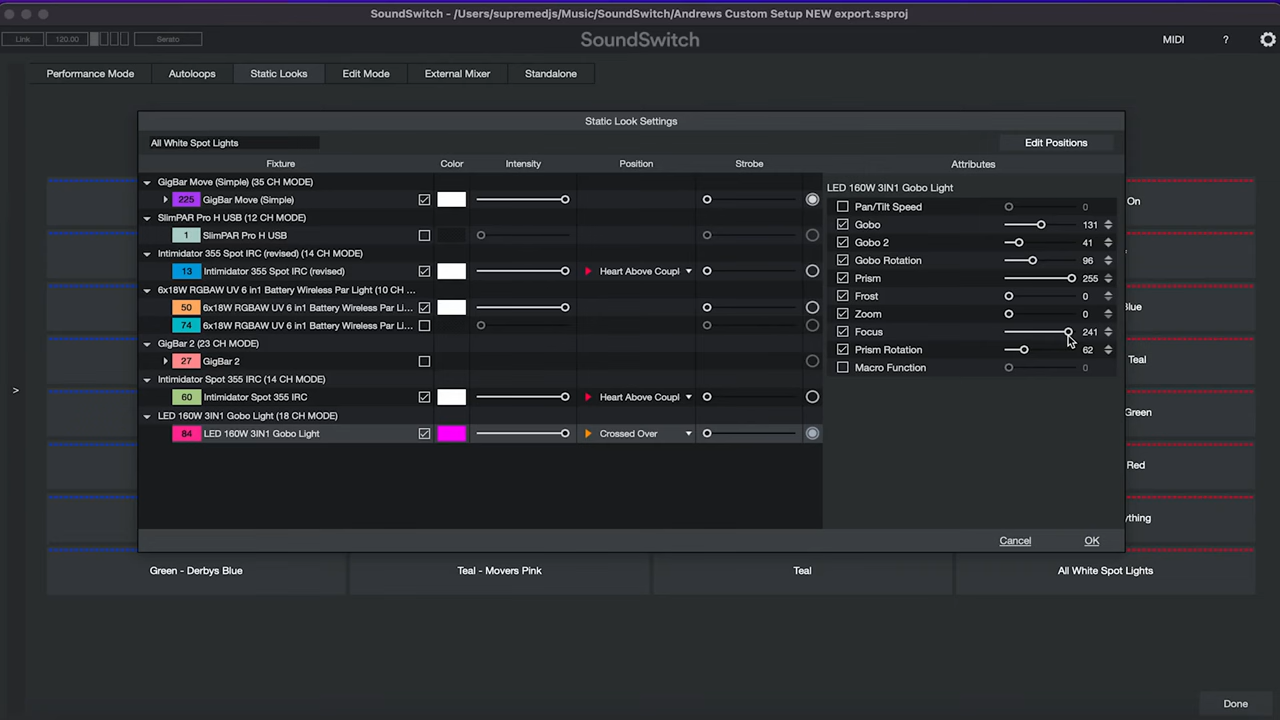 SoundSwitch - /Users/supremedjs/Music/SoundSwitch/Andrews Custom Setup NEW export.ssproj
Link 120.00 Serato SoundSwitch MIDI ?
Performance Mode Autoloops Static Looks Edit Mode External Mixer Standalone
Static Look Settings
All White Spot Lights Edit Positions
Fixture Color Intensity Position Strobe Attributes
GigBar Move (Simple) (35 CH MODE)
225 GigBar Move (Simple)
SlimPAR Pro H USB (12 CH MODE)
1 SlimPAR Pro H USB
Intimidator 355 Spot IRC (revised) (14 CH MODE)
13 Intimidator 355 Spot IRC (revised) Heart Above Coupl
6x18W RGBAW UV 6 in1 Battery Wireless Par Light (10 CH ...
50 6x18W RGBAW UV 6 in1 Battery Wireless Par Li...
74 6x18W RGBAW UV 6 in1 Battery Wireless Par Li...
GigBar 2 (23 CH MODE)
27 GigBar 2
Intimidator Spot 355 IRC (14 CH MODE)
60 Intimidator Spot 355 IRC Heart Above Coupl
LED 160W 3IN1 Gobo Light (18 CH MODE)
84 LED 160W 3IN1 Gobo Light Crossed Over
LED 160W 3IN1 Gobo Light
Pan/Tilt Speed 0
Gobo 131
Gobo 2 41
Gobo Rotation 96
Prism 255
Frost 0
Zoom 0
Focus 241
Prism Rotation 62
Macro Function 0
Cancel OK
On
Blue
Teal
Green
Red
ything
>
Green - Derbys Blue Teal - Movers Pink Teal All White Spot Lights
Done